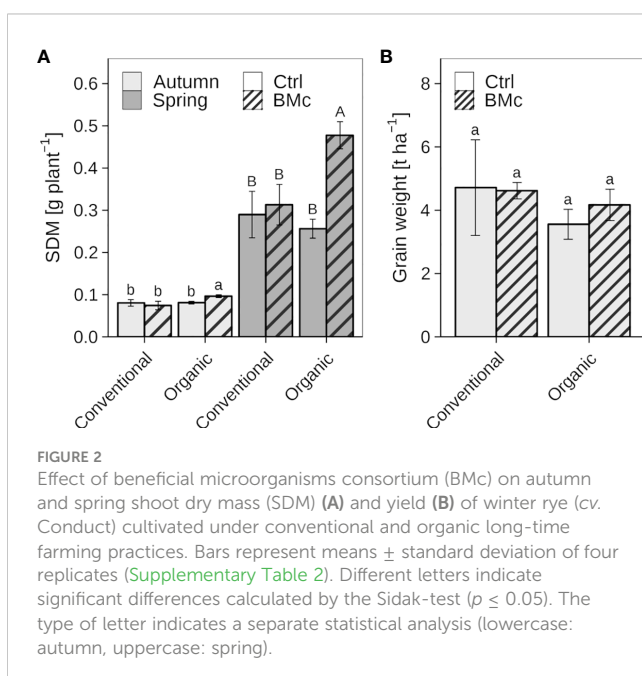 A
B
Autumn
Spring
Ctrl
BMc
Ctrl
BMc
SDM [g plant⁻¹]
0.6
0.5
0.4
0.3
0.2
0.1
0.0
b b b a B B B A
Conventional
Organic
Conventional
Organic
Grain weight [t ha⁻¹]
8
6
4
2
0
a a a a
Conventional
Organic
FIGURE 2
Effect of beneficial microorganisms consortium (BMc) on autumn
and spring shoot dry mass (SDM) (A) and yield (B) of winter rye (cv.
Conduct) cultivated under conventional and organic long-time
farming practices. Bars represent means ± standard deviation of four
replicates (Supplementary Table 2). Different letters indicate
significant differences calculated by the Sidak-test (p ≤ 0.05). The
type of letter indicates a separate statistical analysis (lowercase:
autumn, uppercase: spring).